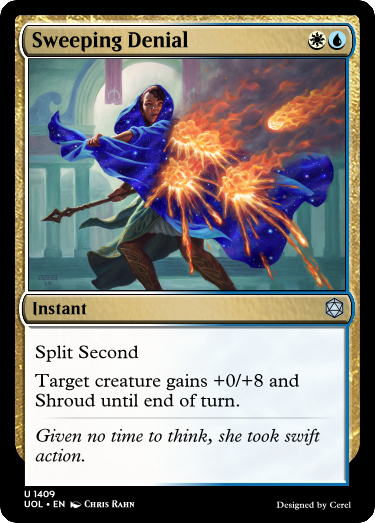 Sweeping Denial
Instant
Split Second
Target creature gains +0/+8 and
Shroud until end of turn.
Given no time to think, she took swift
action.
U 1409
UOL • EN Chris Rahn
Designed by Cerel